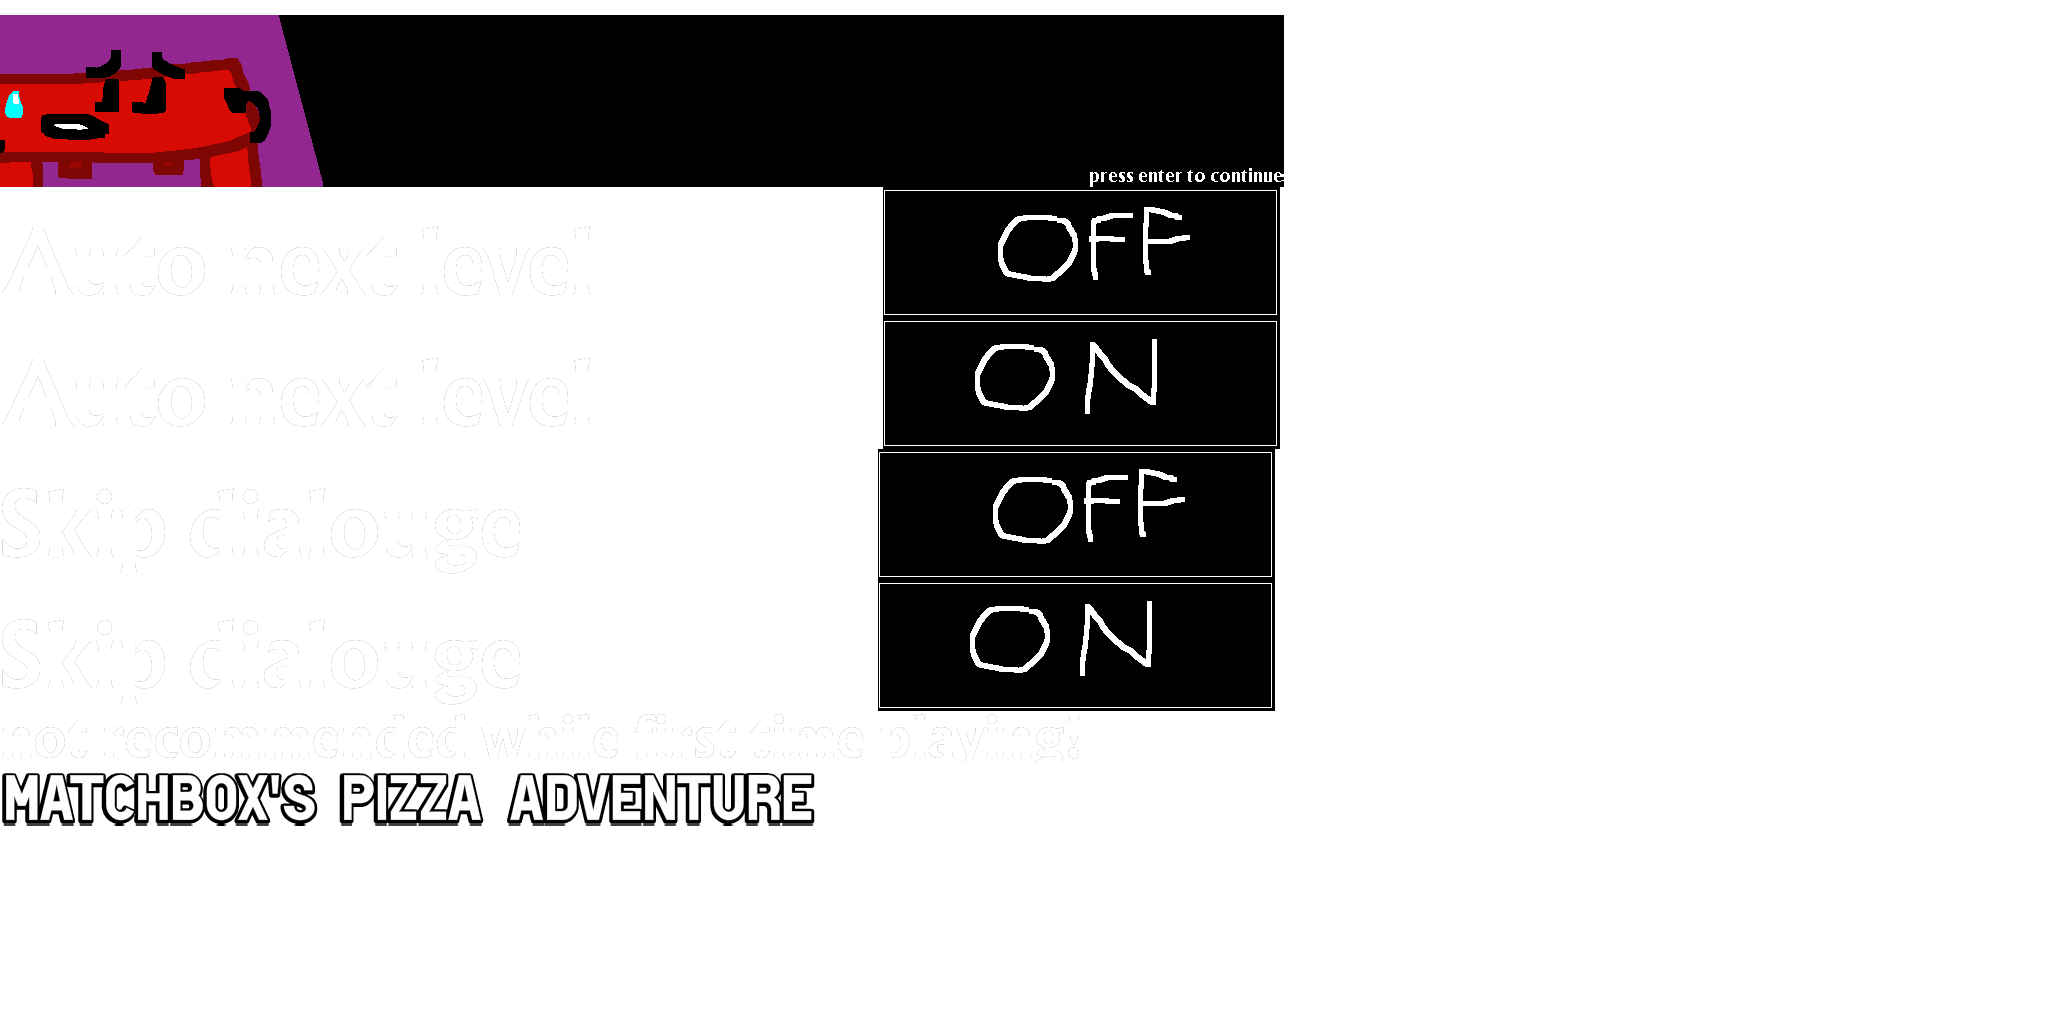 press enter to continue
Auto next level OFF
Auto next level ON
Skip dialouge OFF
Skip dialouge ON
not recommended while first time playing!
MATCHBOX'S PIZZA ADVENTURE